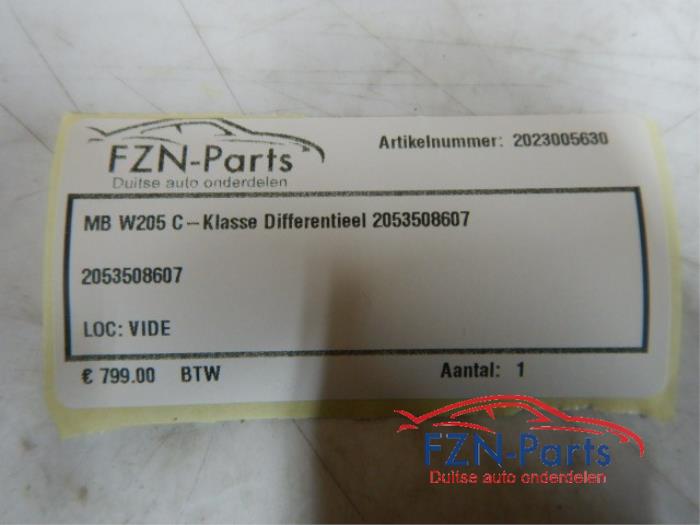 FZN-Parts
Duitse auto onderdelen
Artikelnummer: 2023005630
MB W205 C-Klasse Differentieel 2053508607
2053508607
LOC: VIDE
€ 799.00 BTW
Aantal: 1
FZN-Parts
Duitse auto onderdelen